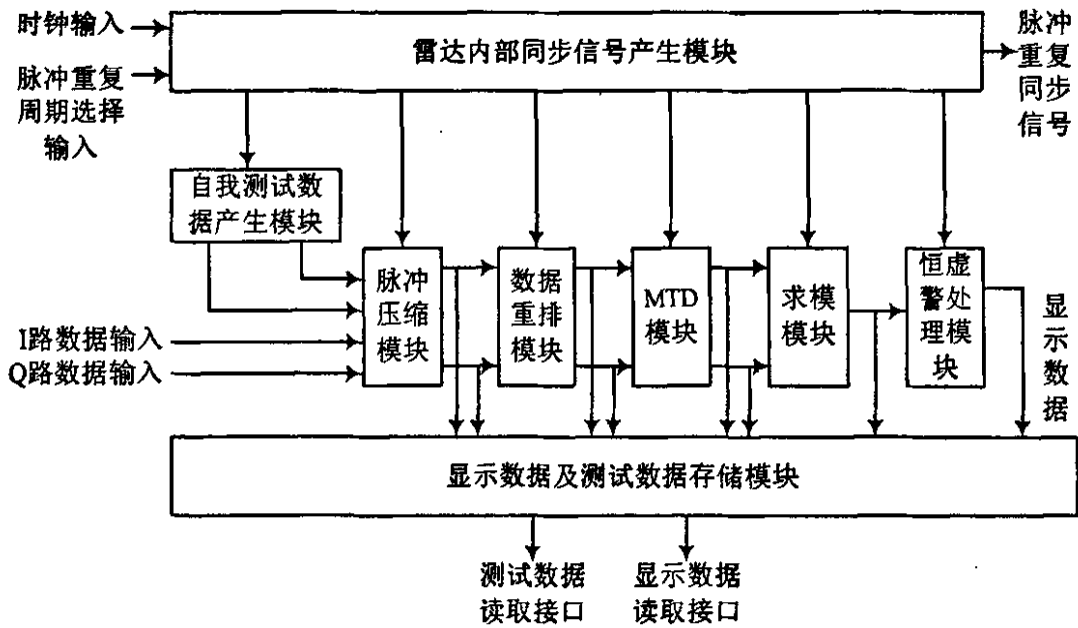 时钟输入
脉冲重复
周期选择
输入
雷达内部同步信号产生模块
脉冲
重复
同步
信号
自我测试数
据产生模块
I路数据输入
Q路数据输入
脉冲
压缩
模块
数据
重排
模块
MTD
模块
求模
模块
恒虚
警处
理模
块
显
示
数
据
显示数据及测试数据存储模块
测试数据
读取接口
显示数据
读取接口